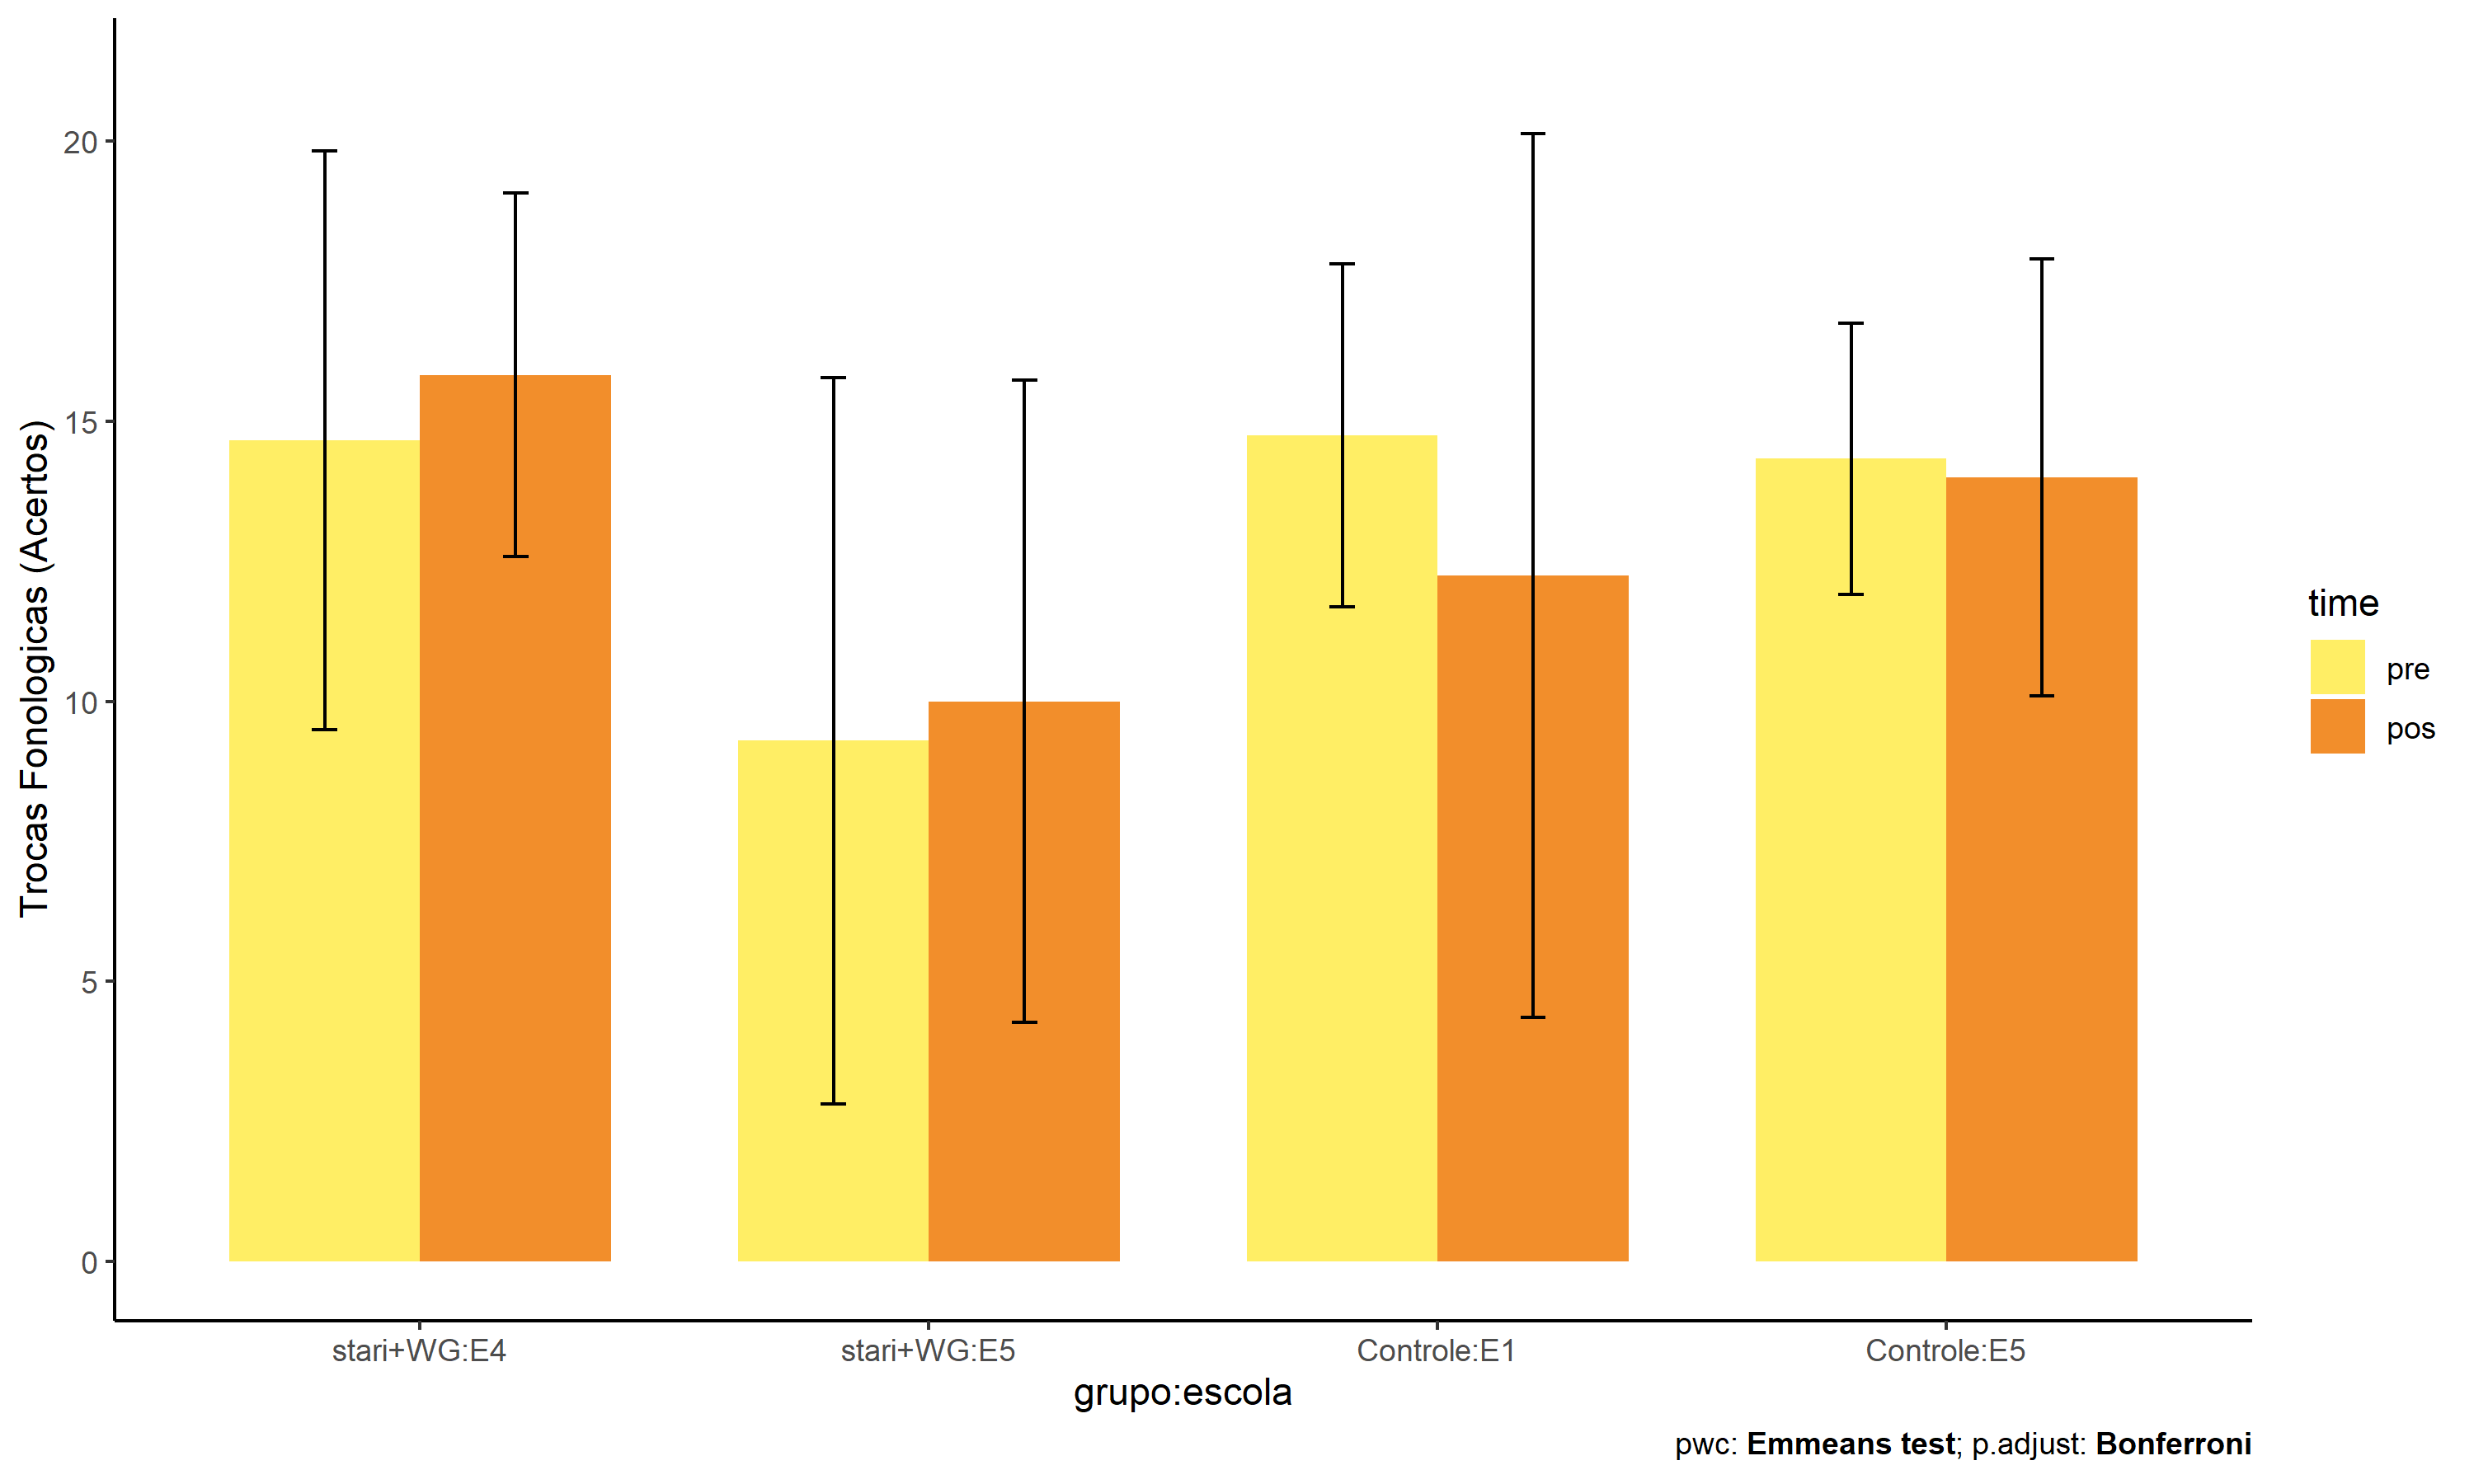 Trocas Fonologicas (Acertos)
20
15
10
5
0
stari+WG:E4
stari+WG:E5
Controle:E1
Controle:E5
grupo:escola
time
pre
pos
pwc: Emmeans test; p.adjust: Bonferroni